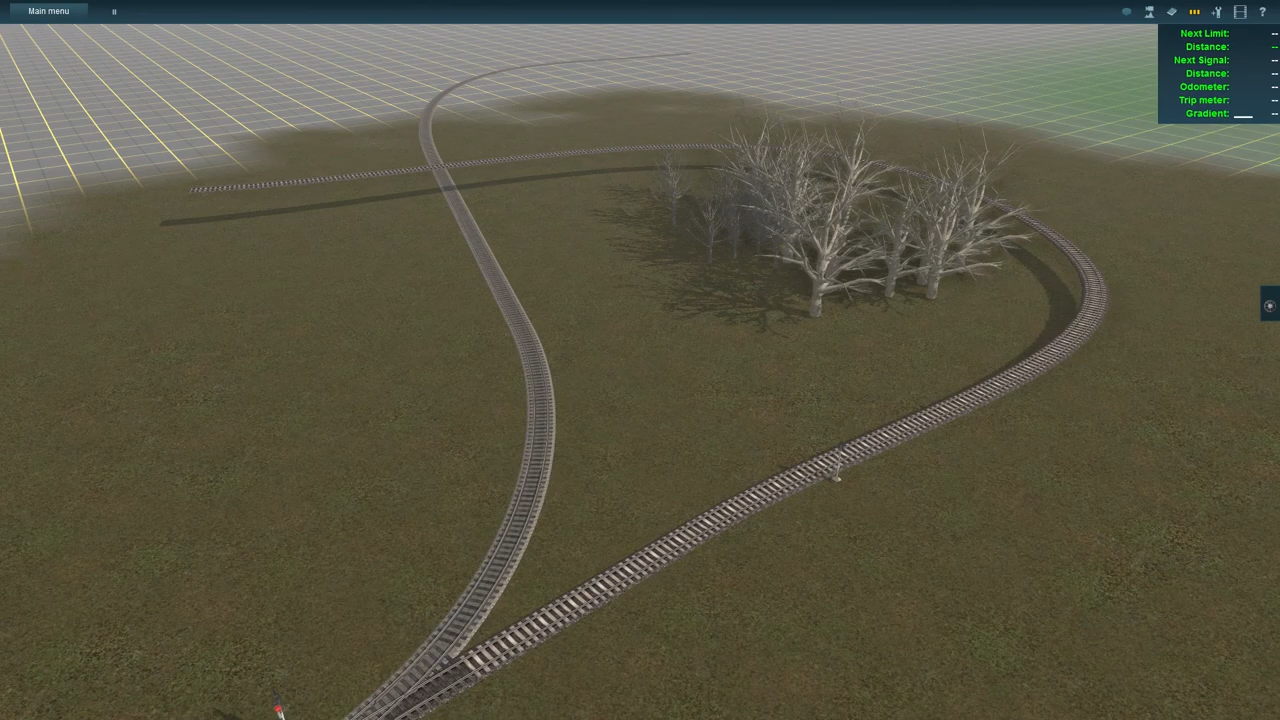 Main menu
?
Next Limit: --
Distance: --
Next Signal: --
Distance: --
Odometer: --
Trip meter: --
Gradient: --